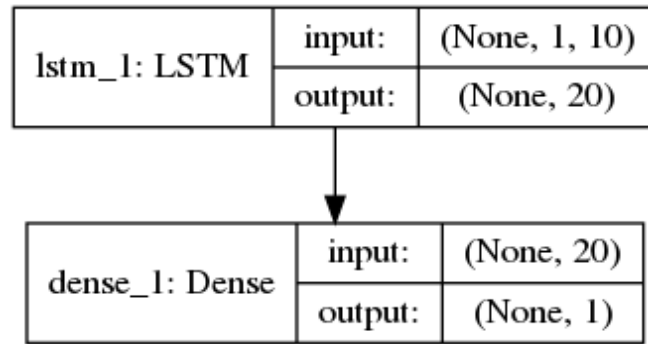 lstm_1: LSTM
input:
(None, 1, 10)
output:
(None, 20)
dense_1: Dense
input:
(None, 20)
output:
(None, 1)